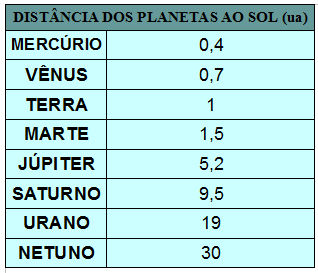 DISTÂNCIA DOS PLANETAS AO SOL (ua)
MERCÚRIO 0,4
VÊNUS 0,7
TERRA 1
MARTE 1,5
JÚPITER 5,2
SATURNO 9,5
URANO 19
NETUNO 30